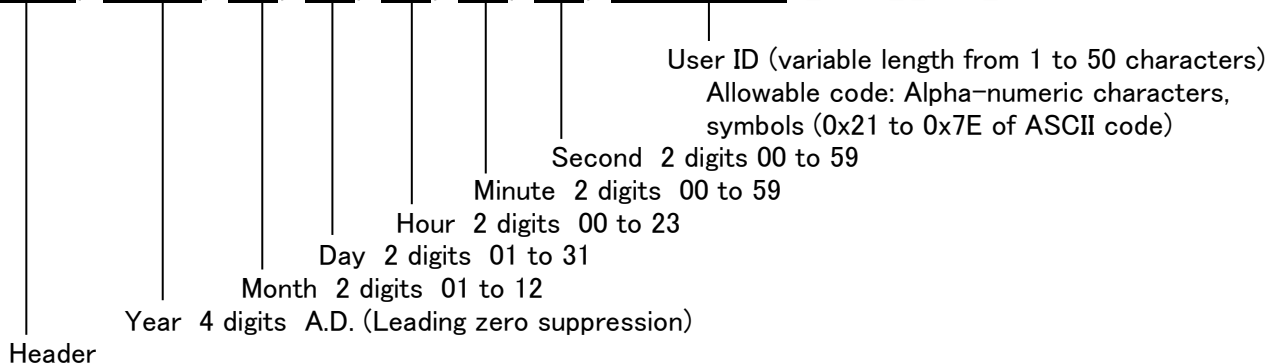 User ID (variable length from 1 to 50 characters)
Allowable code: Alpha-numeric characters,
symbols (0x21 to 0x7E of ASCII code)
Second 2 digits 00 to 59
Minute 2 digits 00 to 59
Hour 2 digits 00 to 23
Day 2 digits 01 to 31
Month 2 digits 01 to 12
Year 4 digits A.D. (Leading zero suppression)
Header